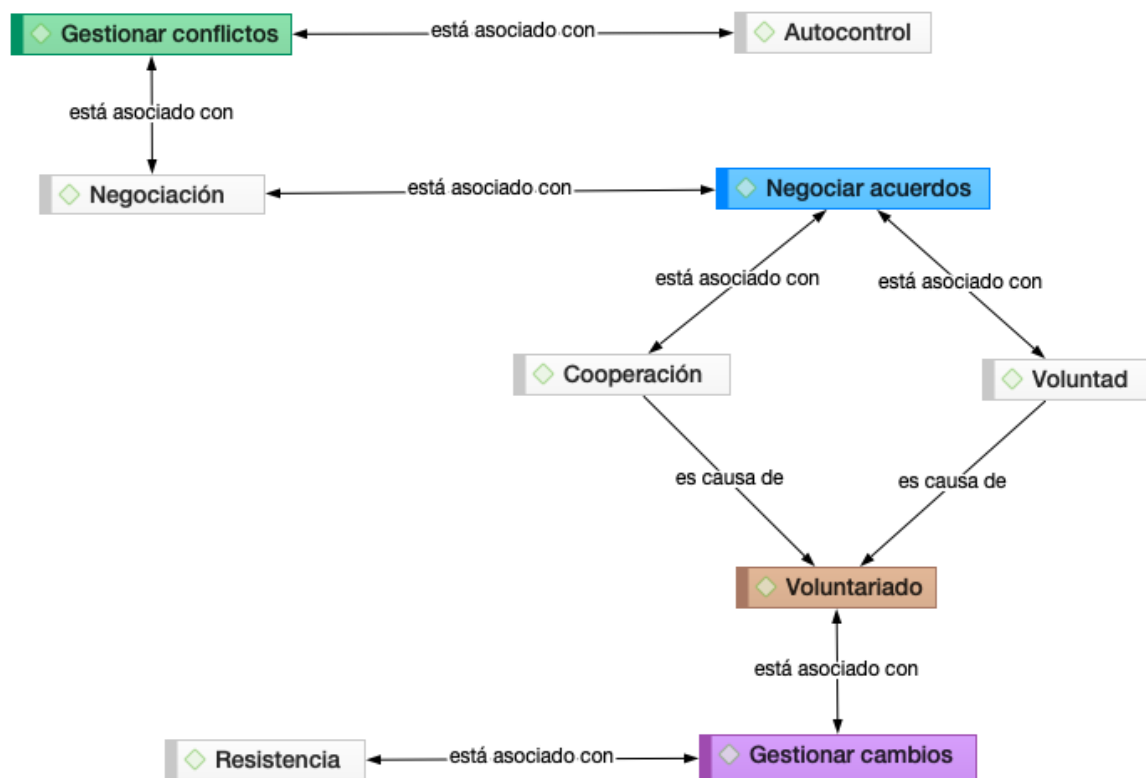 Gestionar conflictos
está asociado con
Autocontrol
está asociado con
Negociación
está asociado con
Negociar acuerdos
está asociado con
está asociado con
Cooperación
Voluntad
es causa de
es causa de
Voluntariado
está asociado con
Resistencia
está asociado con
Gestionar cambios